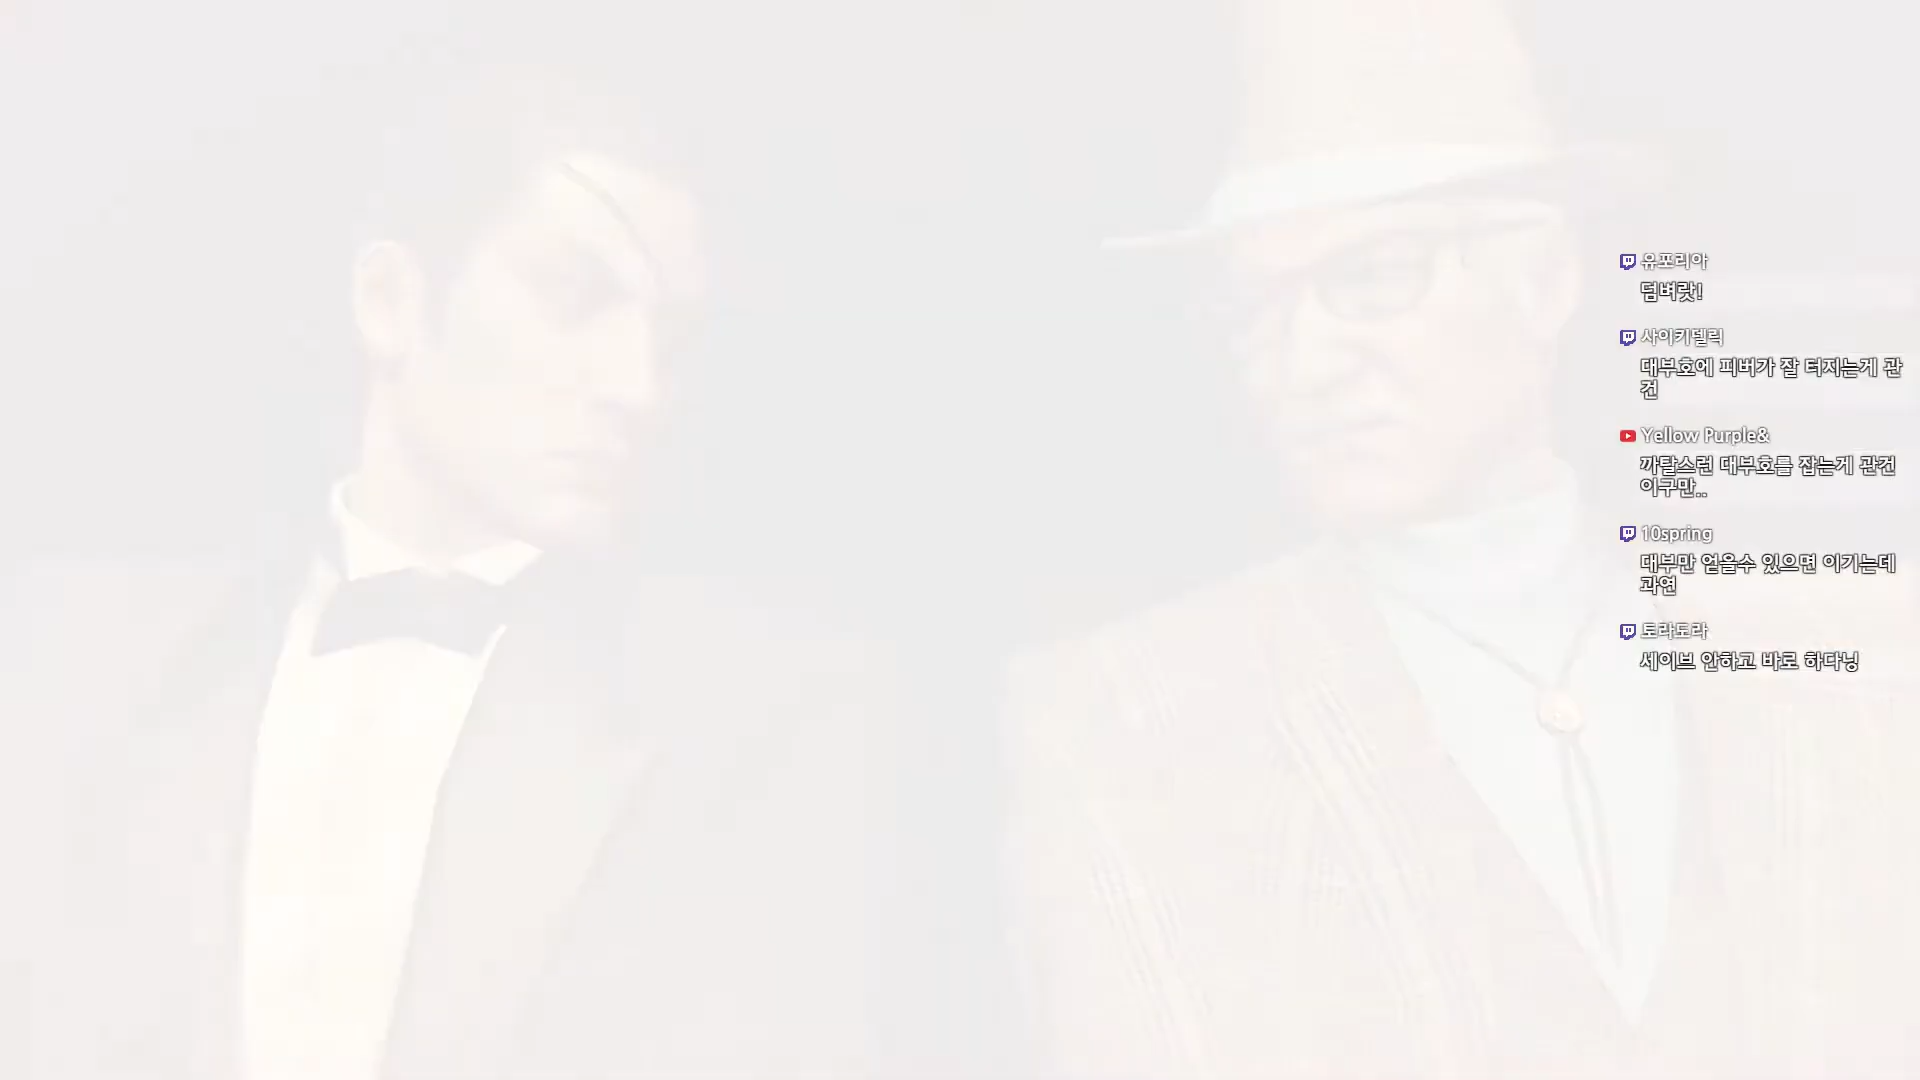 유포리아
덤벼랏!
사이키델릭
대부호에 피버가 잘 터지는게 관
건
Yellow Purple&
까탈스런 대부호를 잡는게 관건
이구만..
10spring
대부만 얻을수 있으면 이기는데
과연
토라도라
세이브 안하고 바로 하다닝